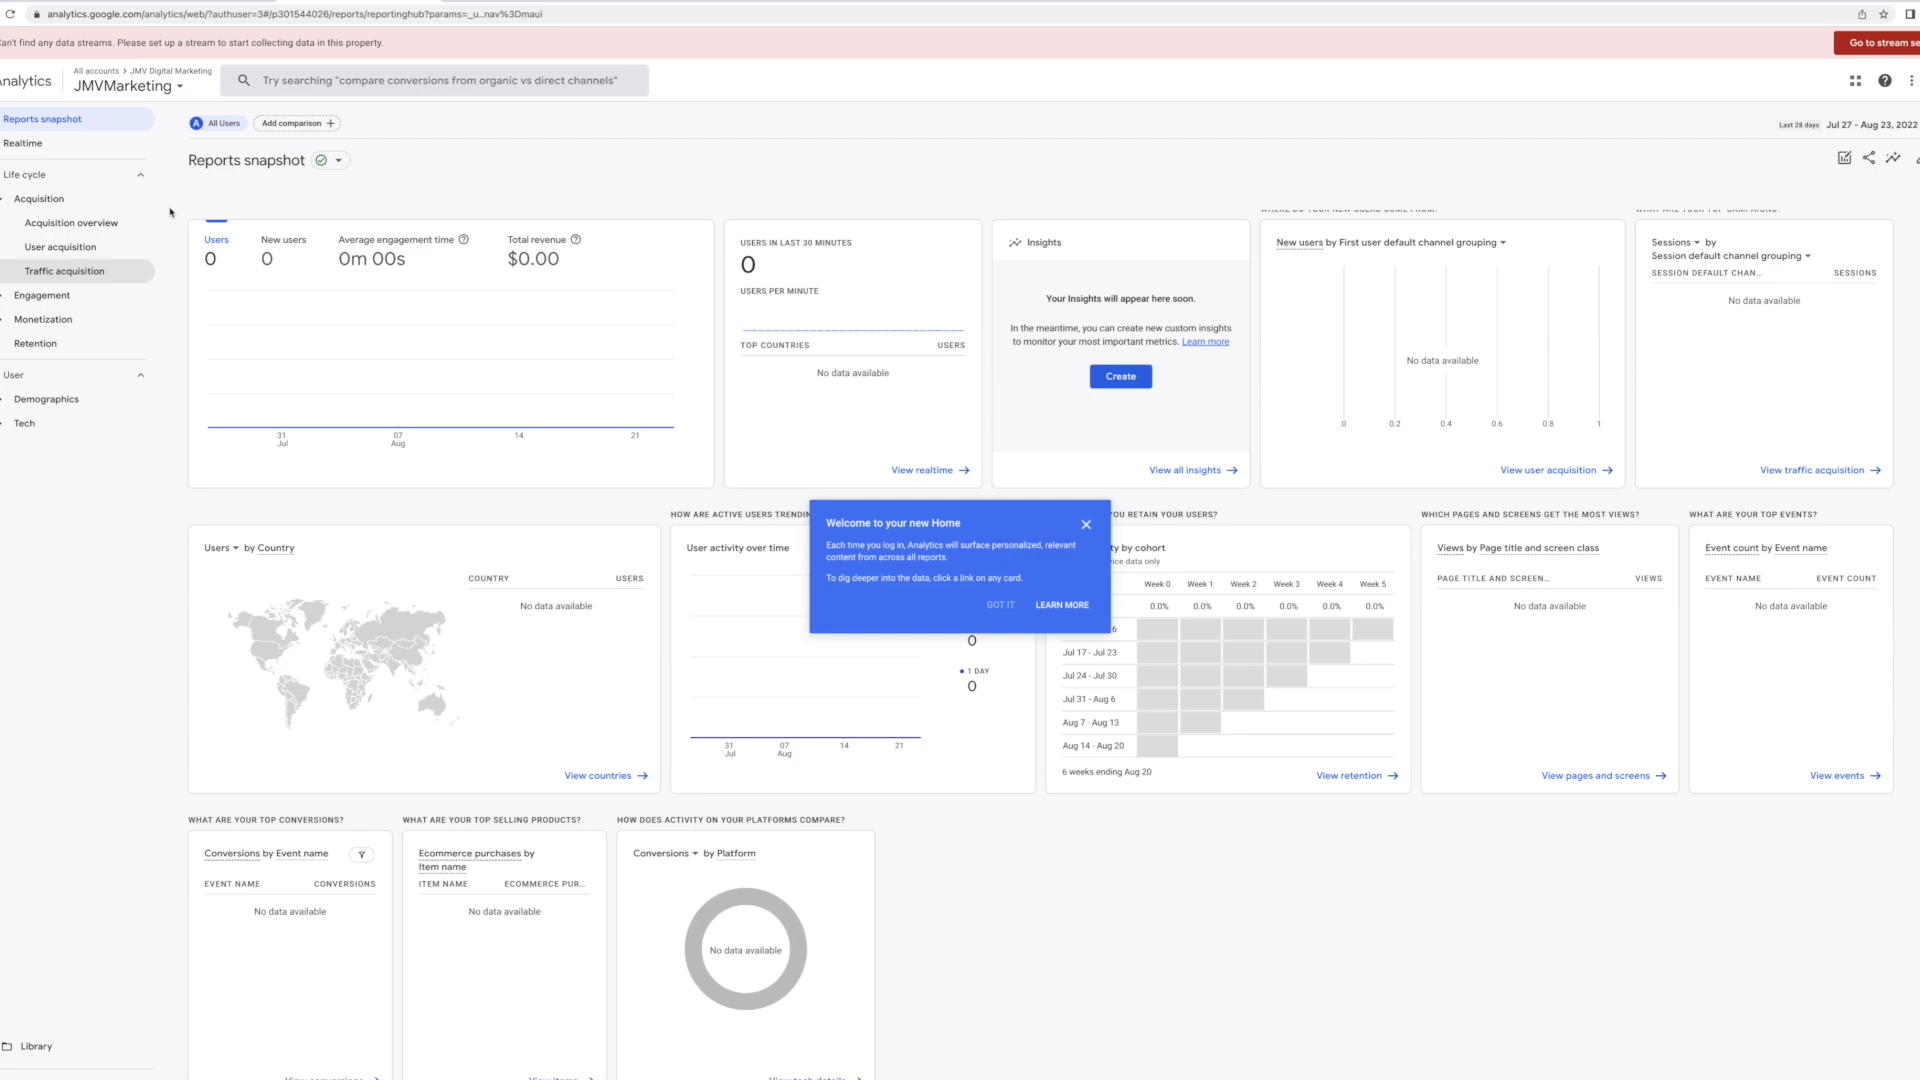 analytics.google.com/analytics/web/?authuser=3#/p301544026/reports/reportinghub?params=_u..nav%3Dmaui
an't find any data streams. Please set up a stream to start collecting data in this property.
Go to stream se
nalytics
All accounts > JMV Digital Marketing
JMVMarketing
Try searching "compare conversions from organic vs direct channels"
Reports snapshot
Realtime
Life cycle
Acquisition
Acquisition overview
User acquisition
Traffic acquisition
Engagement
Monetization
Retention
User
Demographics
Tech
Library
A All Users
Add comparison +
Last 28 days Jul 27 - Aug 23, 2022
Reports snapshot
Users
0
New users
0
Average engagement time
0m 00s
Total revenue
$0.00
31 Jul
07 Aug
14
21
USERS IN LAST 30 MINUTES
0
USERS PER MINUTE
TOP COUNTRIES USERS
No data available
View realtime
Insights
Your Insights will appear here soon.
In the meantime, you can create new custom insights
to monitor your most important metrics. Learn more
Create
View all insights
WHERE DO YOUR NEW USERS COME FROM?
New users by First user default channel grouping
No data available
0 0.2 0.4 0.6 0.8 1
View user acquisition
WHAT ARE YOUR TOP CAMPAIGNS?
Sessions by
Session default channel grouping
SESSION DEFAULT CHAN... SESSIONS
No data available
View traffic acquisition
Users by Country
COUNTRY USERS
No data available
View countries
HOW ARE ACTIVE USERS TRENDIN
User activity over time
0
1 DAY
0
31 Jul
07 Aug
14
21
Welcome to your new Home
Each time you log in, Analytics will surface personalized, relevant
content from across all reports.
To dig deeper into the data, click a link on any card.
GOT IT LEARN MORE
YOU RETAIN YOUR USERS?
ty by cohort
ice data only
Week 0 Week 1 Week 2 Week 3 Week 4 Week 5
0.0% 0.0% 0.0% 0.0% 0.0% 0.0%
6
Jul 17 - Jul 23
Jul 24 - Jul 30
Jul 31 - Aug 6
Aug 7 - Aug 13
Aug 14 - Aug 20
6 weeks ending Aug 20
View retention
WHICH PAGES AND SCREENS GET THE MOST VIEWS?
Views by Page title and screen class
PAGE TITLE AND SCREEN... VIEWS
No data available
View pages and screens
WHAT ARE YOUR TOP EVENTS?
Event count by Event name
EVENT NAME EVENT COUNT
No data available
View events
WHAT ARE YOUR TOP CONVERSIONS?
Conversions by Event name
EVENT NAME CONVERSIONS
No data available
View conversions
WHAT ARE YOUR TOP SELLING PRODUCTS?
Ecommerce purchases by
Item name
ITEM NAME ECOMMERCE PUR...
No data available
View items
HOW DOES ACTIVITY ON YOUR PLATFORMS COMPARE?
Conversions by Platform
No data available
View tech details